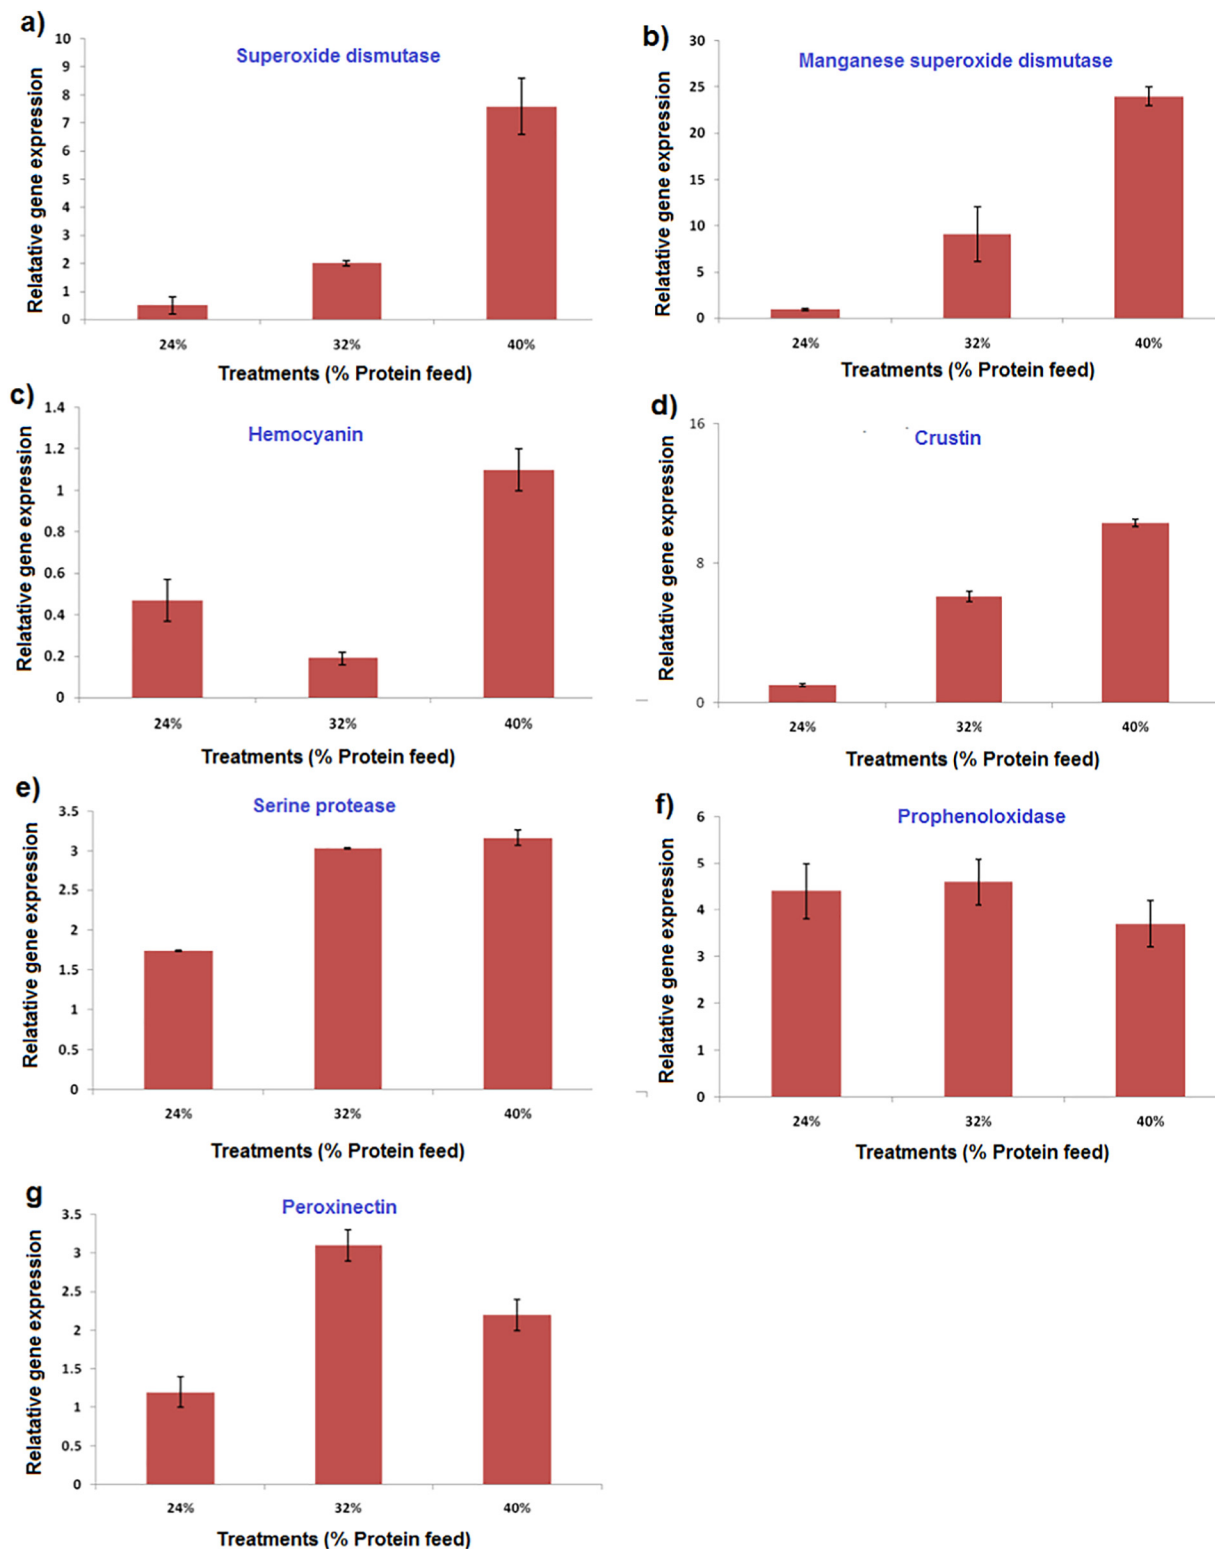 a)
Superoxide dismutase
Relatative gene expression
10
9
8
7
6
5
4
3
2
1
0
24% 32% 40%
Treatments (% Protein feed)
b)
Manganese superoxide dismutase
Relatative gene expression
30
25
20
15
10
5
0
24% 32% 40%
Treatments (% Protein feed)
c)
Hemocyanin
Relatative gene expression
1.4
1.2
1
0.8
0.6
0.4
0.2
0
24% 32% 40%
Treatments (% Protein feed)
d)
Crustin
Relatative gene expression
16
8
0
24% 32% 40%
Treatments (% Protein feed)
e)
Serine protease
Relatative gene expression
3.5
3
2.5
2
1.5
1
0.5
0
24% 32% 40%
Treatments (% Protein feed)
f)
Prophenoloxidase
Relatative gene expression
6
5
4
3
2
1
0
24% 32% 40%
Treatments (% Protein feed)
g
Peroxinectin
Relatative gene expression
3.5
3
2.5
2
1.5
1
0.5
0
24% 32% 40%
Treatments (% Protein feed)